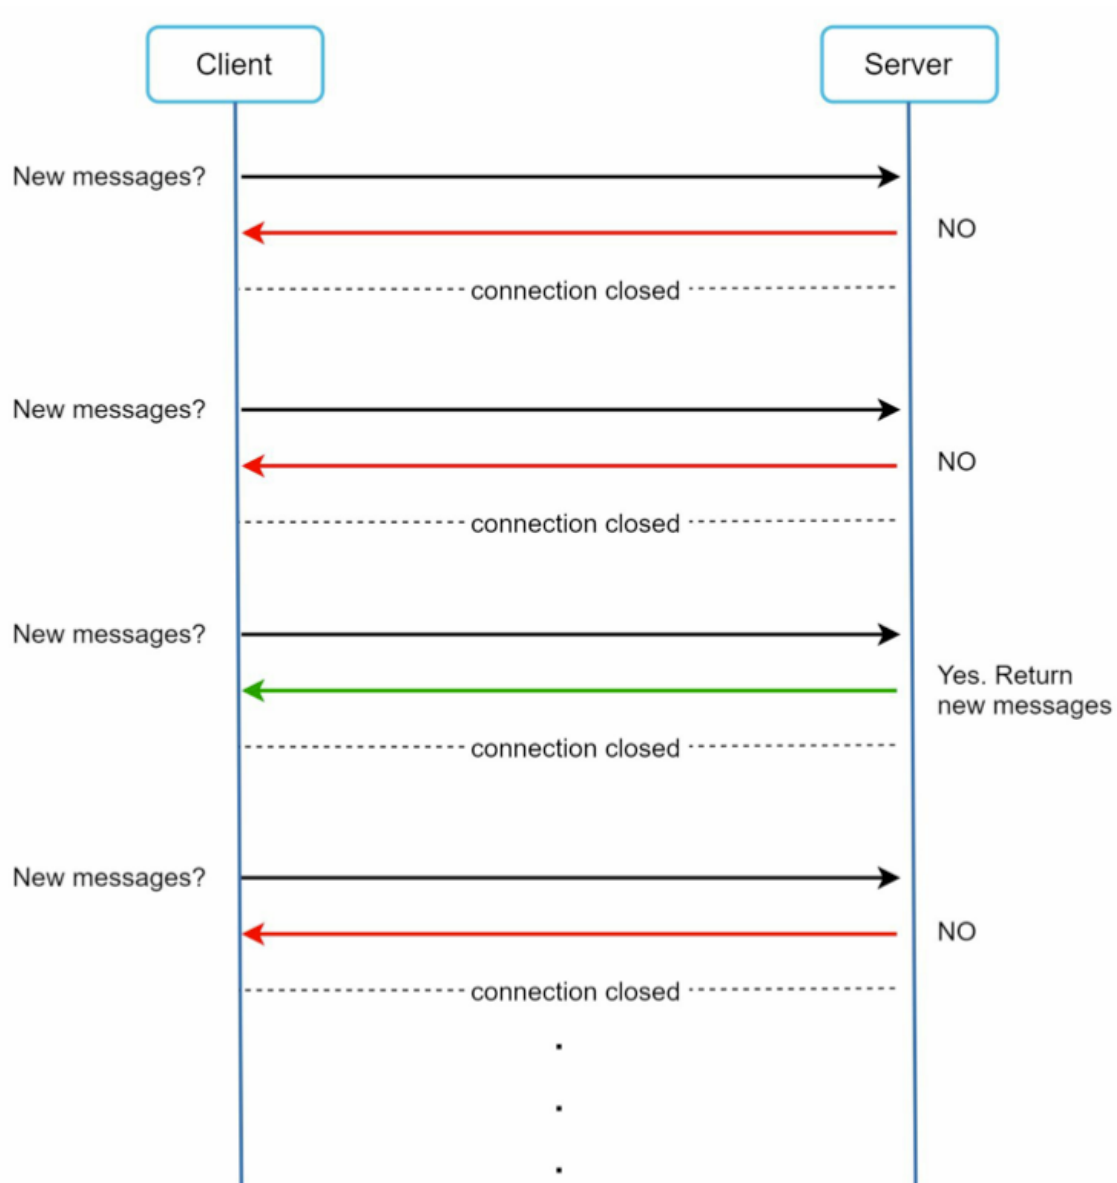 Client
Server
New messages?
NO
connection closed
New messages?
NO
connection closed
New messages?
Yes. Return
new messages
connection closed
New messages?
NO
connection closed